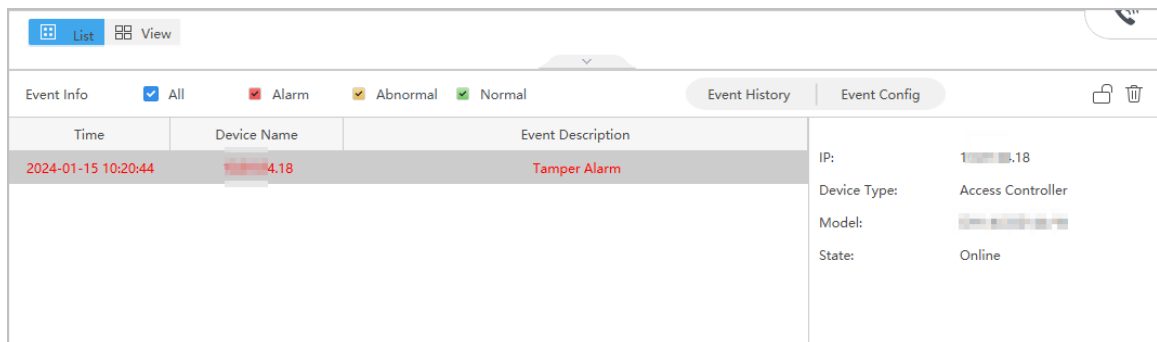 List View
Event Info All Alarm Abnormal Normal Event History Event Config
Time Device Name Event Description
2024-01-15 10:20:44 4.18 Tamper Alarm
IP: 1 .18
Device Type: Access Controller
Model:
State: Online